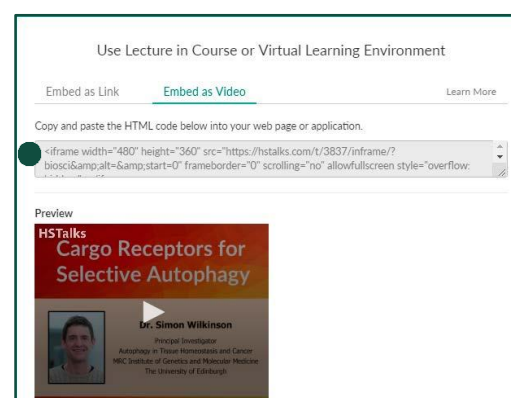 Use Lecture in Course or Virtual Learning Environment
Embed as Link Embed as Video Learn More
Copy and paste the HTML code below into your web page or application.
<iframe width="480" height="360" src="https://hstalks.com/t/3837/inframe/?
biosci&amp;alt=&amp;start=0" frameborder="0" scrolling="no" allowfullscreen style="overflow:
Preview
HSTalks
Cargo Receptors for
Selective Autophagy
Dr. Simon Wilkinson
Principal Investigator
Autophagy in Tissue Homeostasis and Cancer
MRC Institute of Genetics and Molecular Medicine
The University of Edinburgh